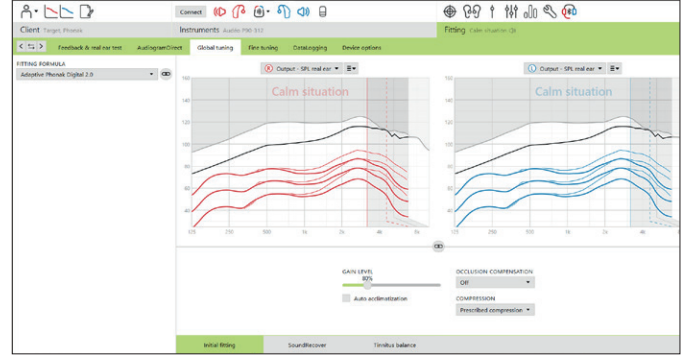 Connect
Client Target, Phonak
Instruments Audéo P90-312
Fitting Calm situation (2)
Feedback & real ear test
AudiogramDirect
Global tuning
Fine tuning
DataLogging
Device options
FITTING FORMULA
Adaptive Phonak Digital 2.0
Output - SPL real ear
Output - SPL real ear
Calm situation
Calm situation
160
140
120
100
80
60
40
125 250 500 1k 2k 4k 8k
160
140
120
100
80
60
40
125 250 500 1k 2k 4k 8k
GAIN LEVEL
80%
Auto acclimatization
OCCLUSION COMPENSATION
Off
COMPRESSION
Prescribed compression
Initial fitting
SoundRecover
Tinnitus balance